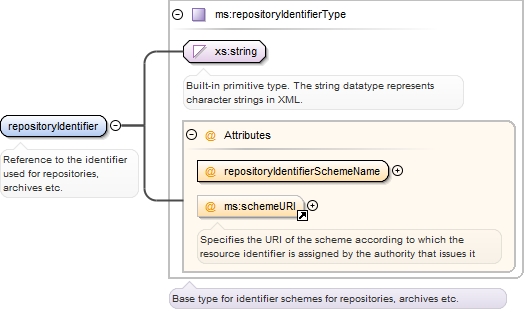 ms:repositoryIdentifierType
xs:string
Built-in primitive type. The string datatype represents
character strings in XML.
repositoryIdentifier
Reference to the identifier
used for repositories,
archives etc.
@ Attributes
@ repositoryIdentifierSchemeName
@ ms:schemeURI
Specifies the URI of the scheme according to which the
resource identifier is assigned by the authority that issues it
Base type for identifier schemes for repositories, archives etc.